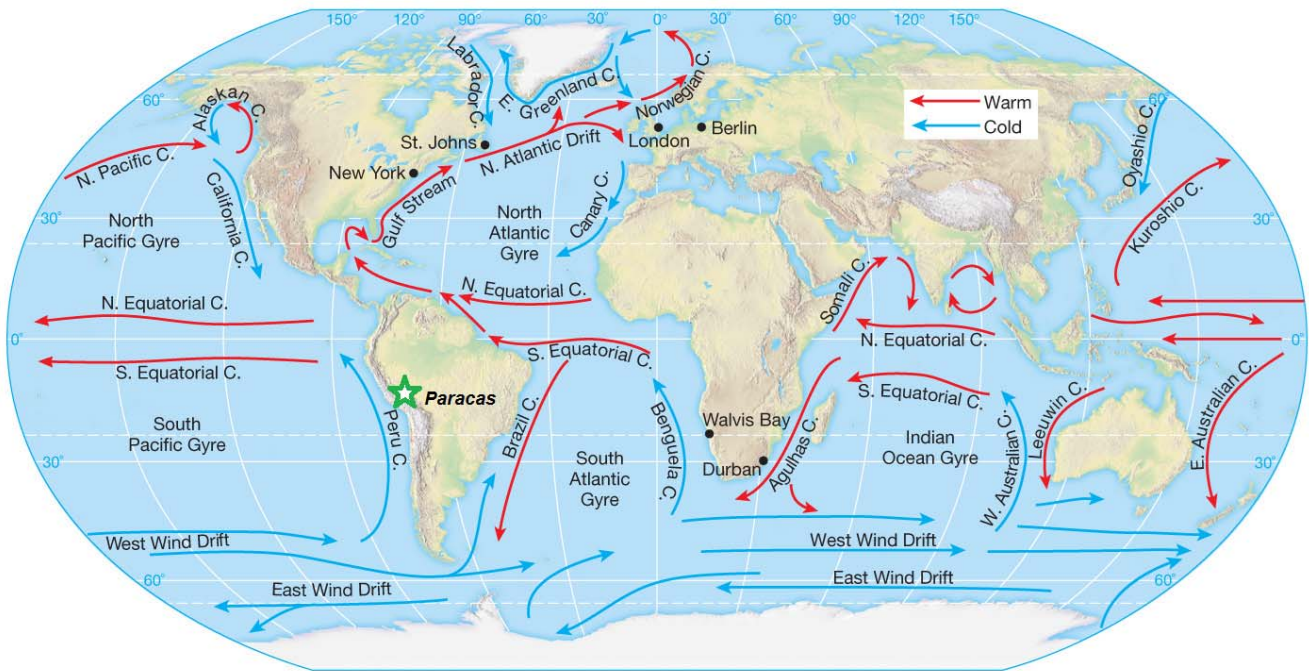 150°
120°
90°
60°
30°
0°
30°
60°
90°
120°
150°
Labrador C.
E. Greenland C.
Norwegian C.
60°
Alaskan C.
Warm
Cold
60°
London
Berlin
St. Johns
N. Atlantic Drift
Oyashio C.
N. Pacific C.
New York
Gulf Stream
Canary C.
California C.
Kuroshio C.
30°
North
Pacific Gyre
North
Atlantic
Gyre
30°
Somali C.
N. Equatorial C.
N. Equatorial C.
0°
S. Equatorial C.
N. Equatorial C.
0°
S. Equatorial C.
S. Equatorial C.
Paracas
Peru C.
Brazil C.
Benguela C.
Walvis Bay
Leeuwin C.
E. Australian C.
South
Pacific Gyre
Indian
Ocean Gyre
30°
South
Atlantic
Gyre
Durban
Agulhas C.
W. Australian C.
30°
West Wind Drift
West Wind Drift
60°
East Wind Drift
East Wind Drift
60°